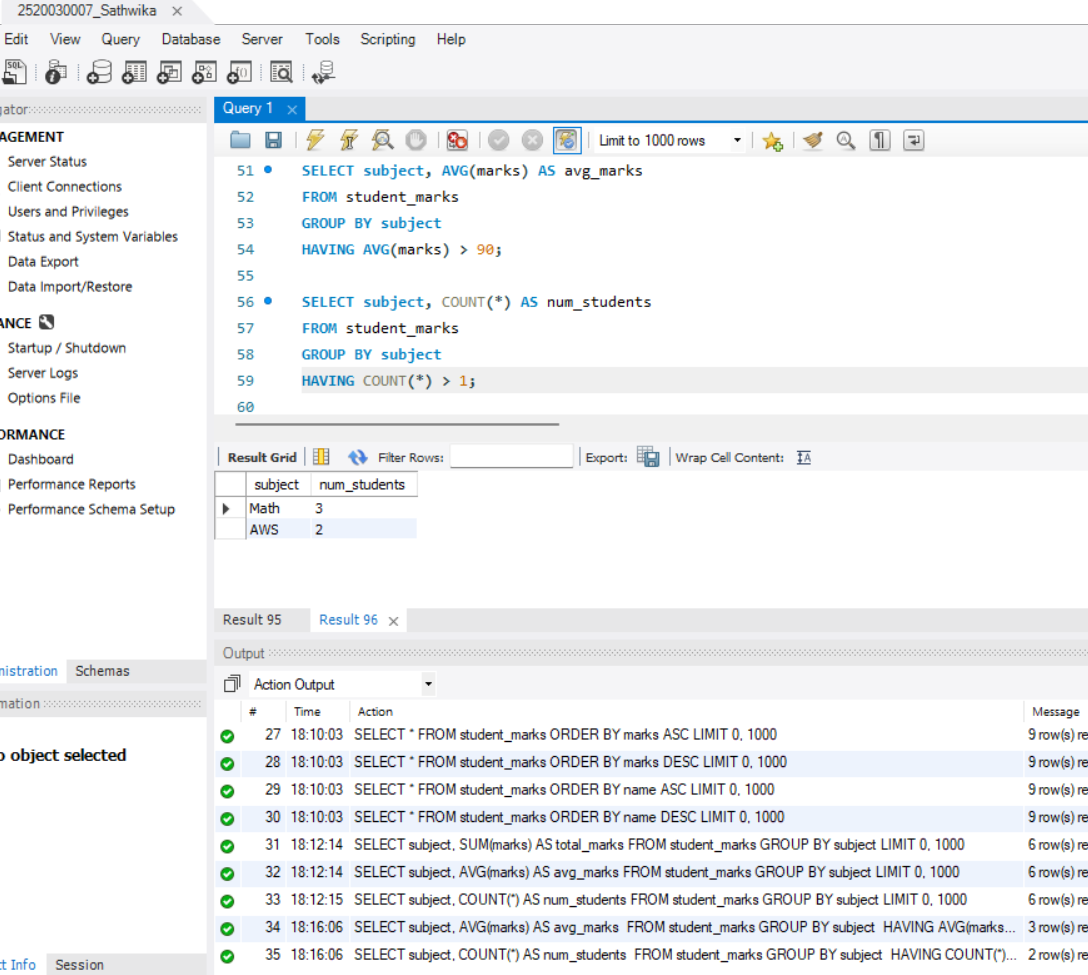 2520030007_Sathwika ×
Edit View Query Database Server Tools Scripting Help
Query 1 ×
AGEMENT
Server Status
Client Connections
Users and Privileges
Status and System Variables
Data Export
Data Import/Restore
ANCE
Startup / Shutdown
Server Logs
Options File
ORMANCE
Dashboard
Performance Reports
Performance Schema Setup
Schemas
o object selected
Session
Limit to 1000 rows
51 SELECT subject, AVG(marks) AS avg_marks
52 FROM student_marks
53 GROUP BY subject
54 HAVING AVG(marks) > 90;
55
56 SELECT subject, COUNT(*) AS num_students
57 FROM student_marks
58 GROUP BY subject
59 HAVING COUNT(*) > 1;
60
Result Grid Filter Rows: Export: Wrap Cell Content: IA
subject num_students
Math 3
AWS 2
Result 95 Result 96 ×
Output
Action Output
# Time Action Message
27 18:10:03 SELECT * FROM student_marks ORDER BY marks ASC LIMIT 0, 1000 9 row(s) re
28 18:10:03 SELECT * FROM student_marks ORDER BY marks DESC LIMIT 0, 1000 9 row(s) re
29 18:10:03 SELECT * FROM student_marks ORDER BY name ASC LIMIT 0, 1000 9 row(s) re
30 18:10:03 SELECT * FROM student_marks ORDER BY name DESC LIMIT 0, 1000 9 row(s) re
31 18:12:14 SELECT subject, SUM(marks) AS total_marks FROM student_marks GROUP BY subject LIMIT 0, 1000 6 row(s) re
32 18:12:14 SELECT subject, AVG(marks) AS avg_marks FROM student_marks GROUP BY subject LIMIT 0, 1000 6 row(s) re
33 18:12:15 SELECT subject, COUNT(*) AS num_students FROM student_marks GROUP BY subject LIMIT 0, 1000 6 row(s) re
34 18:16:06 SELECT subject, AVG(marks) AS avg_marks FROM student_marks GROUP BY subject HAVING AVG(marks... 3 row(s) re
35 18:16:06 SELECT subject, COUNT(*) AS num_students FROM student_marks GROUP BY subject HAVING COUNT(*)... 2 row(s) re